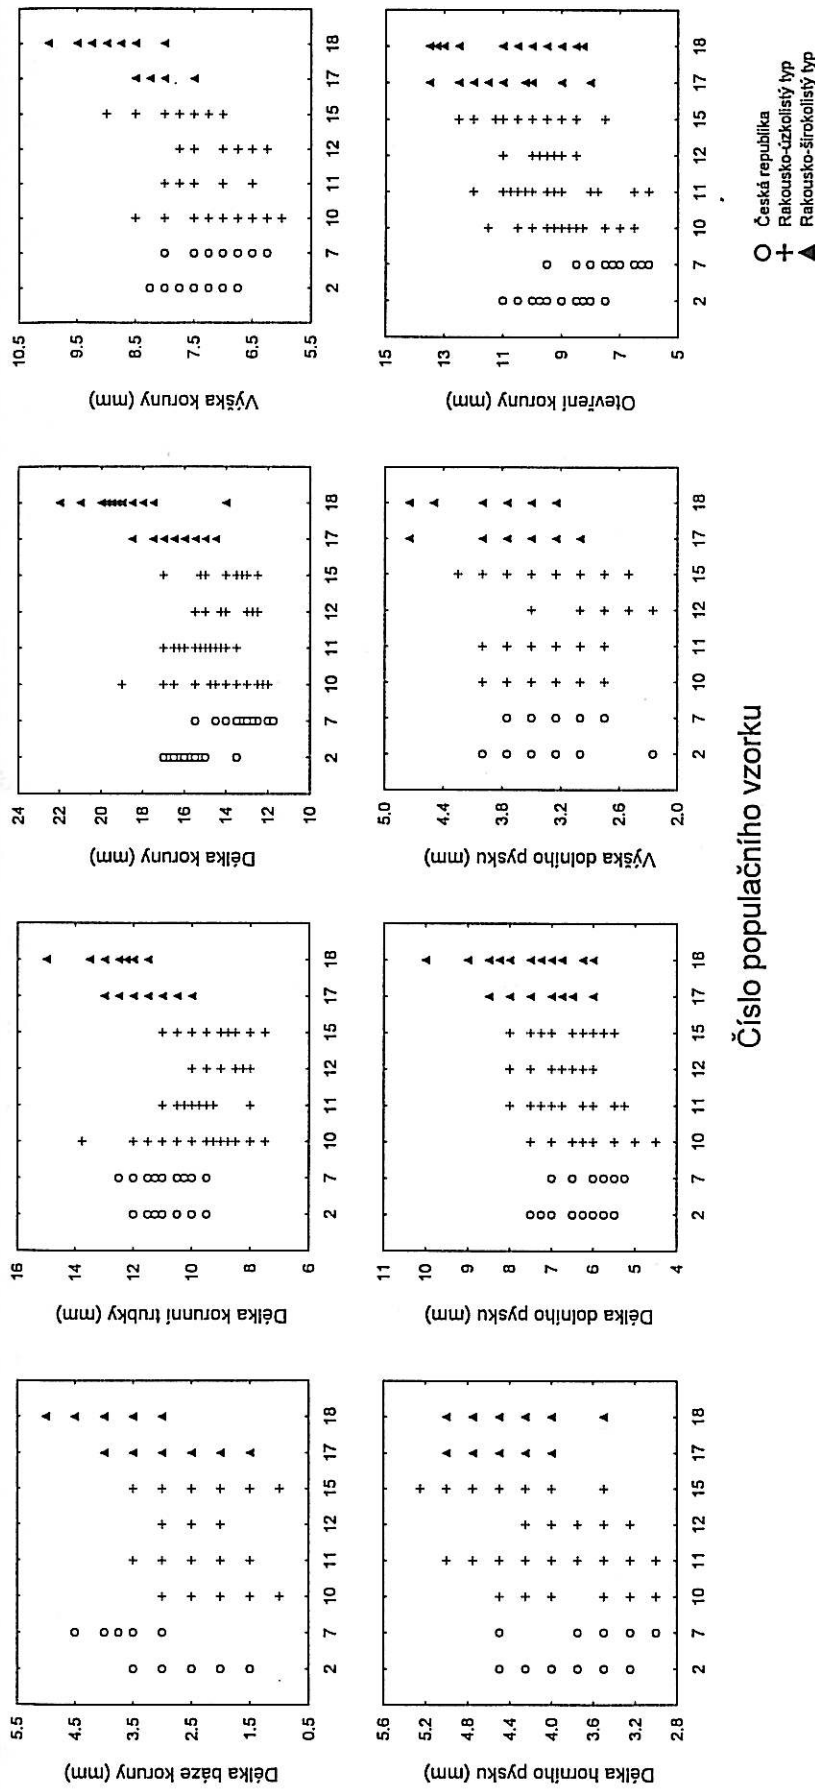 Délka báze koruny (mm)
5.5
4.5
3.5
2.5
1.5
0.5
2 7 10 11 12 15 17 18
Délka korunní trubky (mm)
16
14
12
10
8
6
2 7 10 11 12 15 17 18
Délka koruny (mm)
24
22
20
18
16
14
12
10
2 7 10 11 12 15 17 18
Výška koruny (mm)
10.5
9.5
8.5
7.5
6.5
5.5
2 7 10 11 12 15 17 18
Délka horního pysku (mm)
5.6
5.2
4.8
4.4
4.0
3.6
3.2
2.8
2 7 10 11 12 15 17 18
Délka dolního pysku (mm)
11
10
9
8
7
6
5
4
2 7 10 11 12 15 17 18
Výška dolního pysku (mm)
5.0
4.4
3.8
3.2
2.6
2.0
2 7 10 11 12 15 17 18
Otevření koruny (mm)
15
13
11
9
7
5
2 7 10 11 12 15 17 18
Číslo populačního vzorku
Česká republika
Rakousko-úzkolistý typ
Rakousko-širokolistý typ